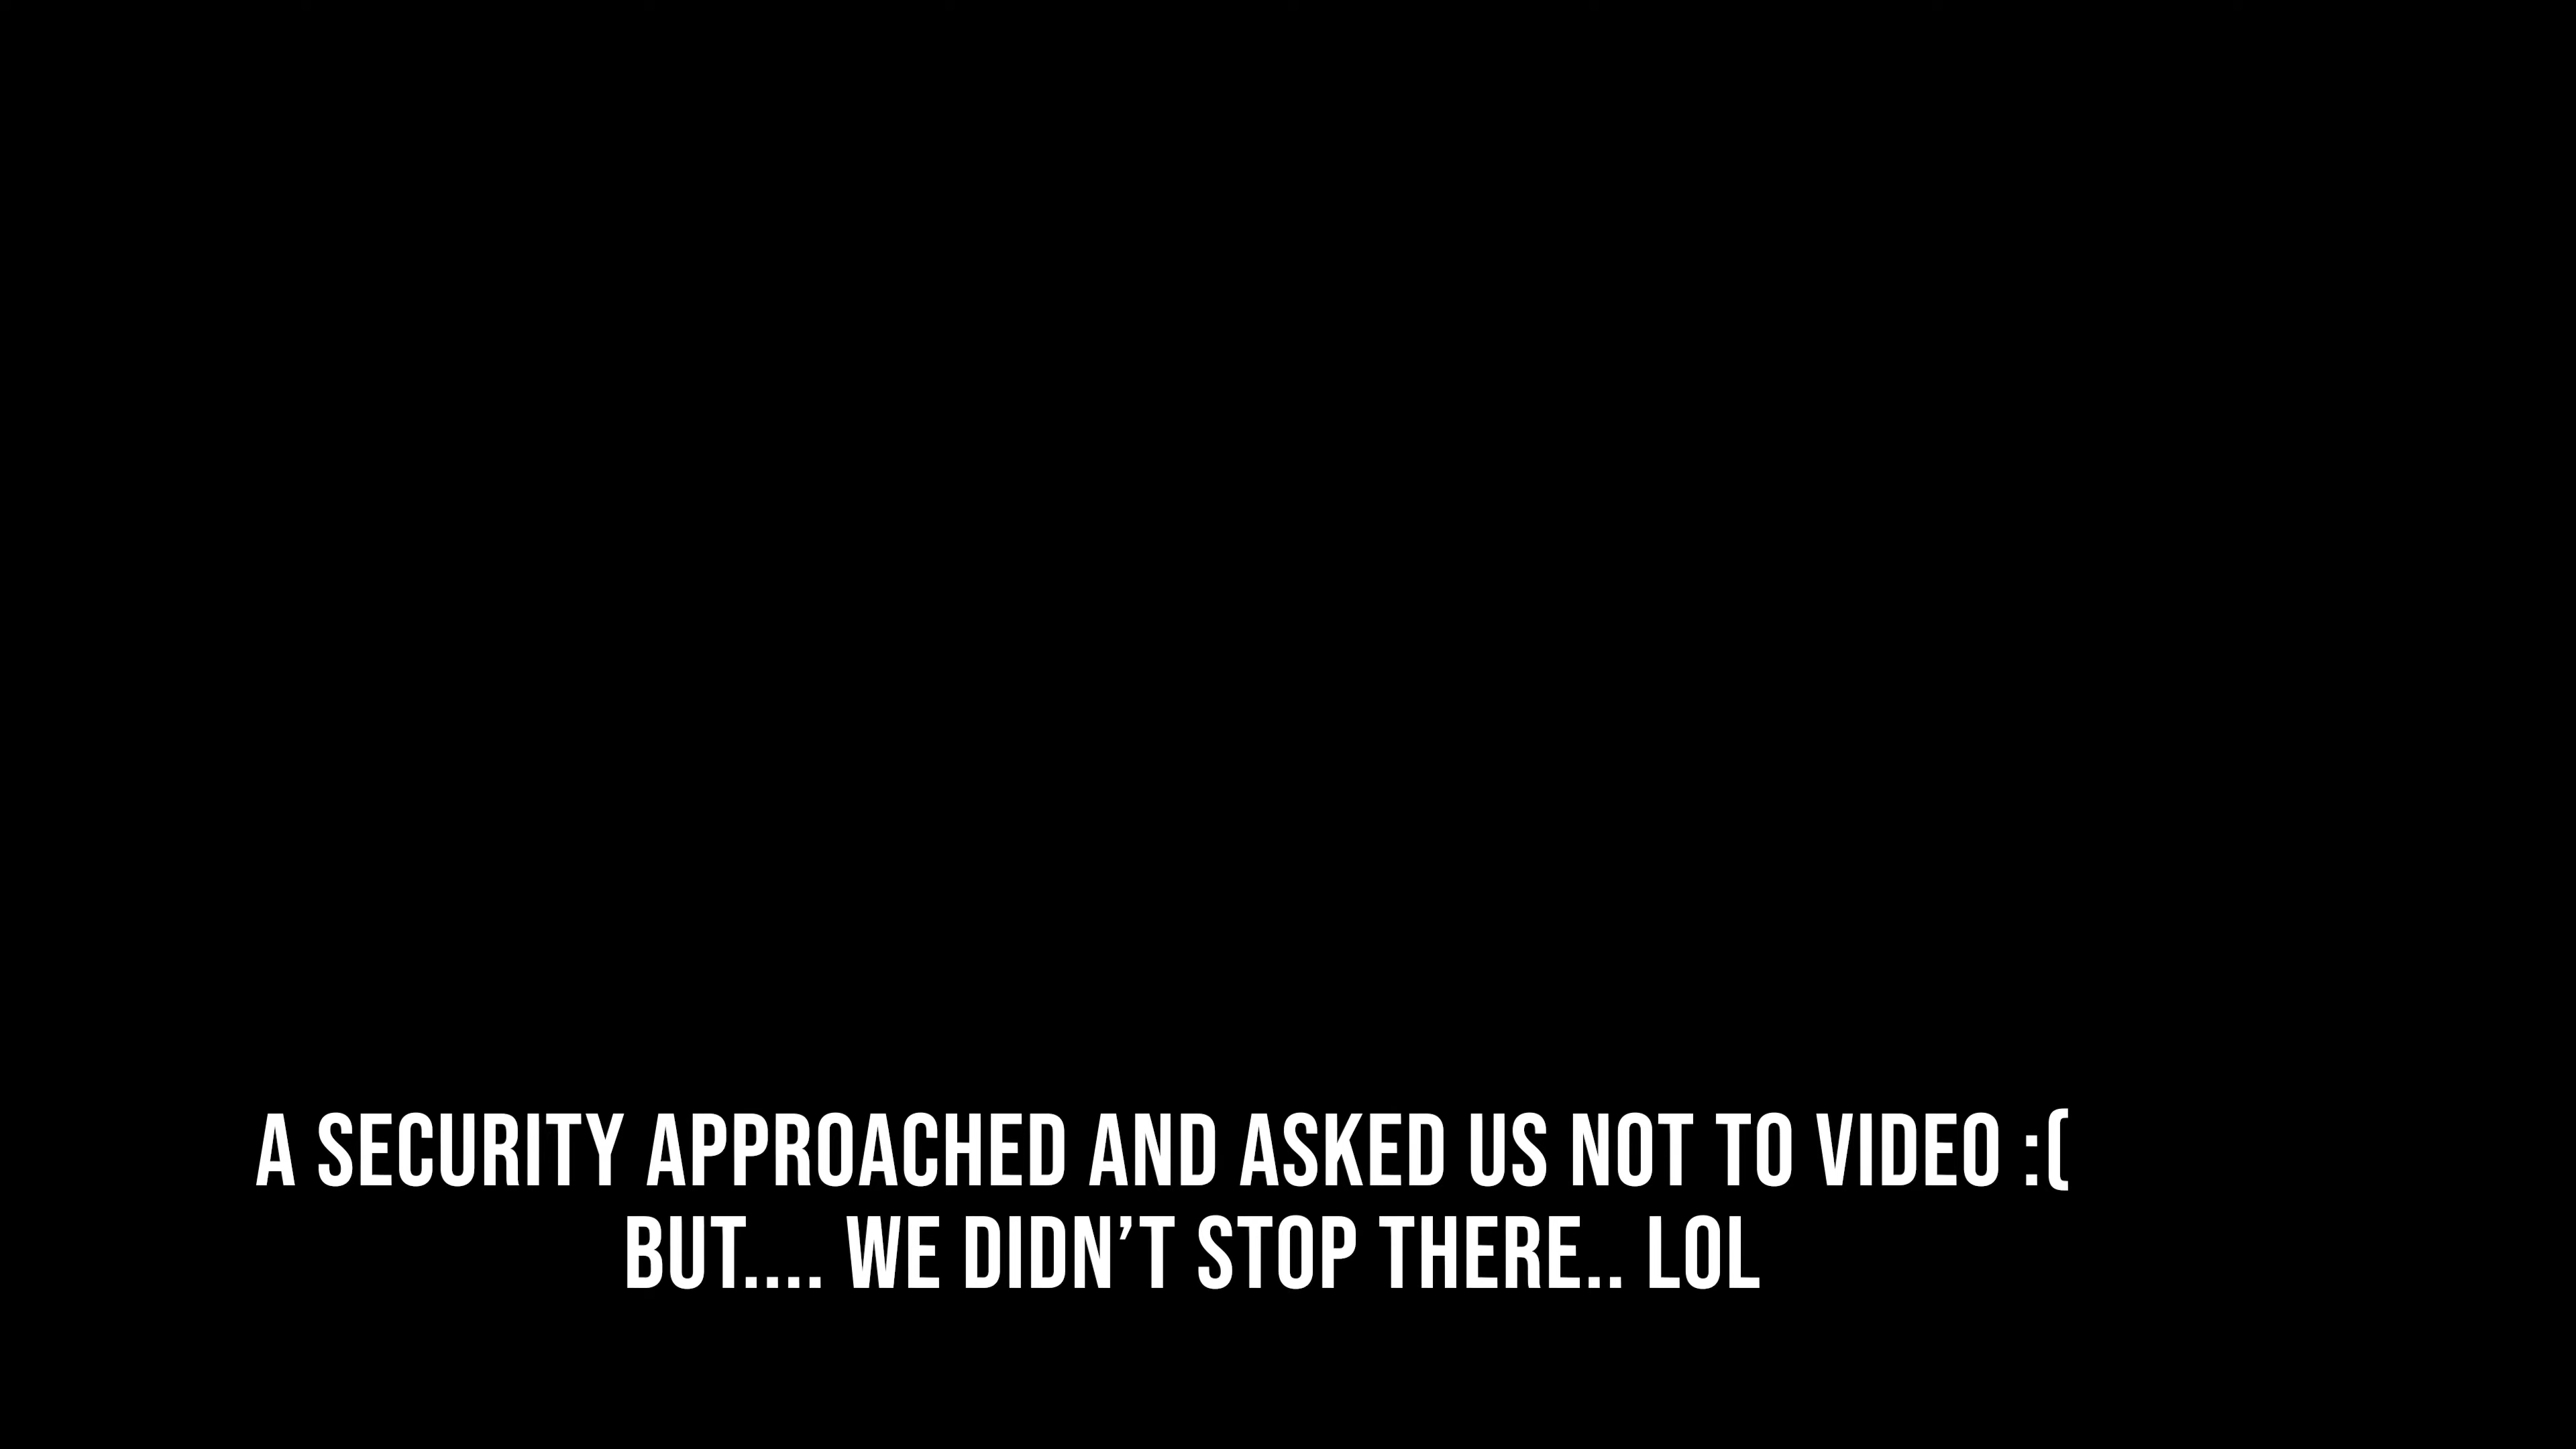 A SECURITY APPROACHED AND ASKED US NOT TO VIDEO :(
BUT.... WE DIDN’T STOP THERE.. LOL